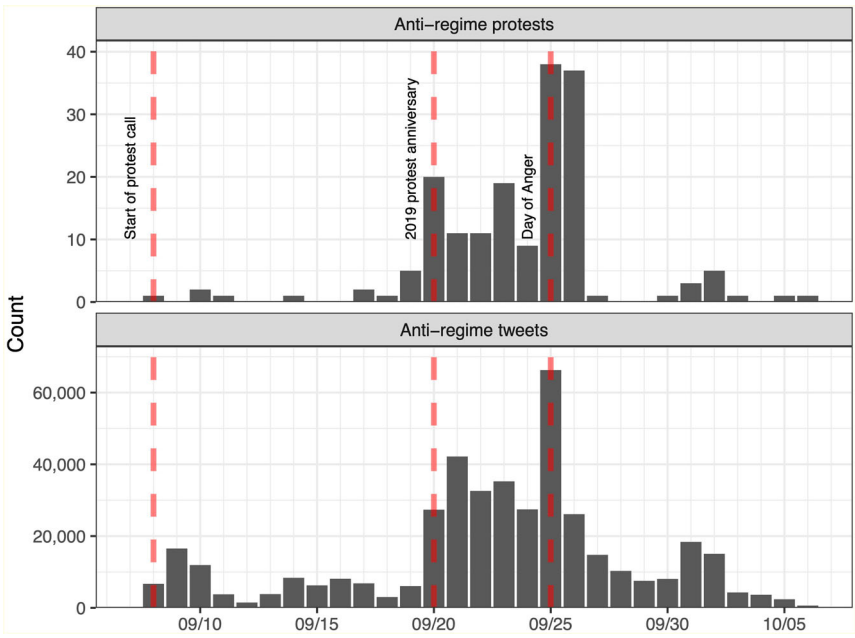 Anti−regime protests
40
30
20
10
0
Start of protest call
2019 protest anniversary
Day of Anger
Count
Anti−regime tweets
60,000
40,000
20,000
0
09/10 09/15 09/20 09/25 09/30 10/05